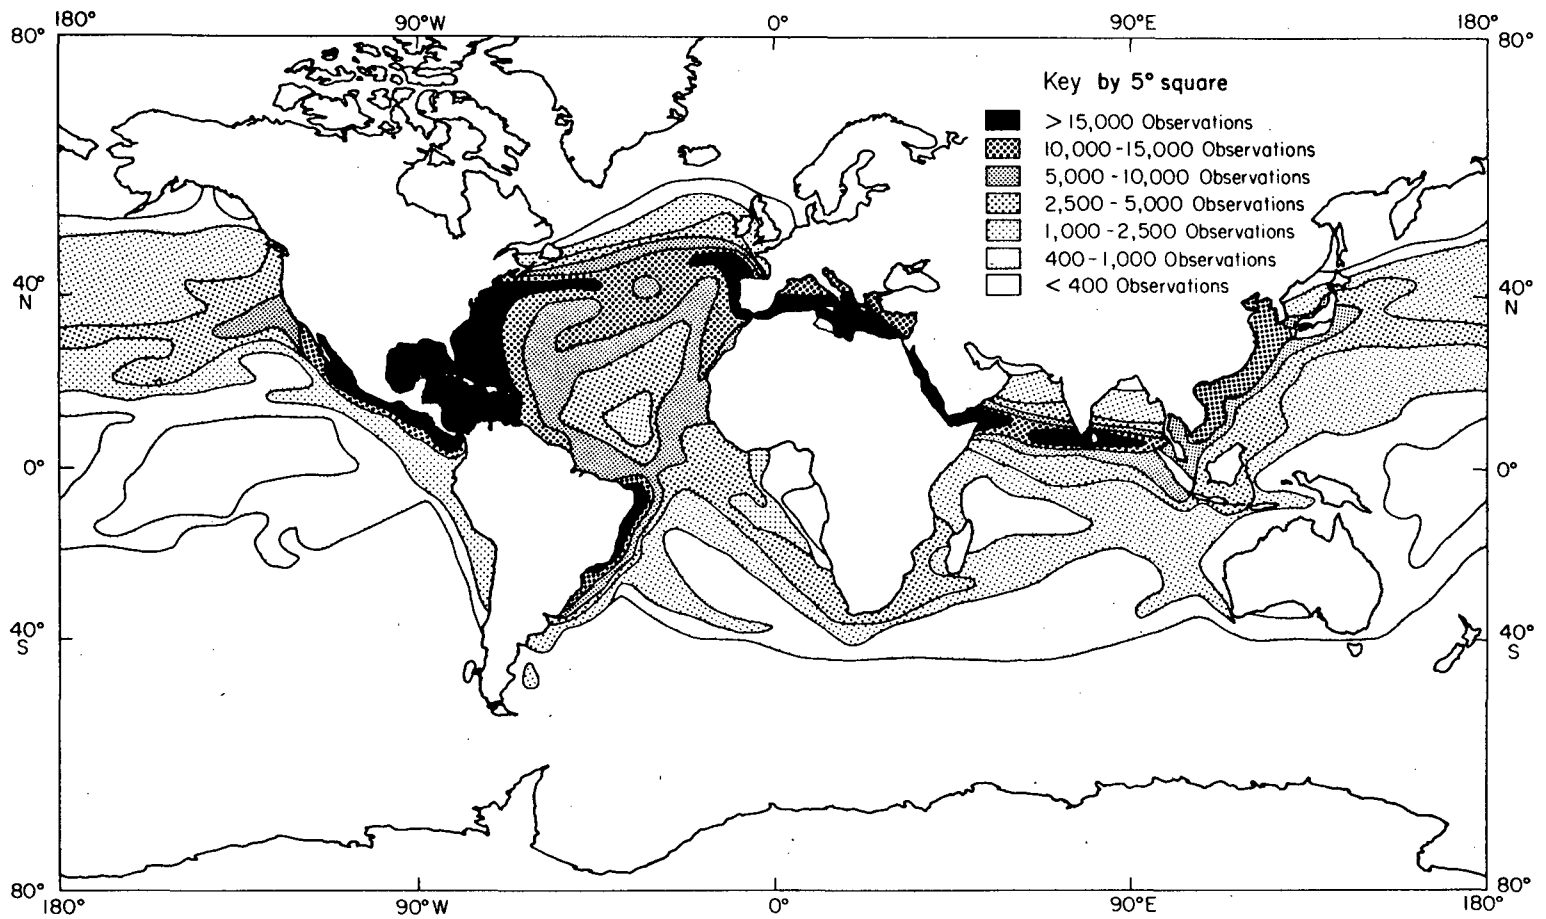 180° 90°W 0° 90°E 180°
80° 80°
Key by 5° square
>15,000 Observations
10,000-15,000 Observations
5,000-10,000 Observations
2,500-5,000 Observations
1,000-2,500 Observations
400-1,000 Observations
<400 Observations
40° 40°
N N
0° 0°
40° 40°
S S
80° 80°
180° 90°W 0° 90°E 180°